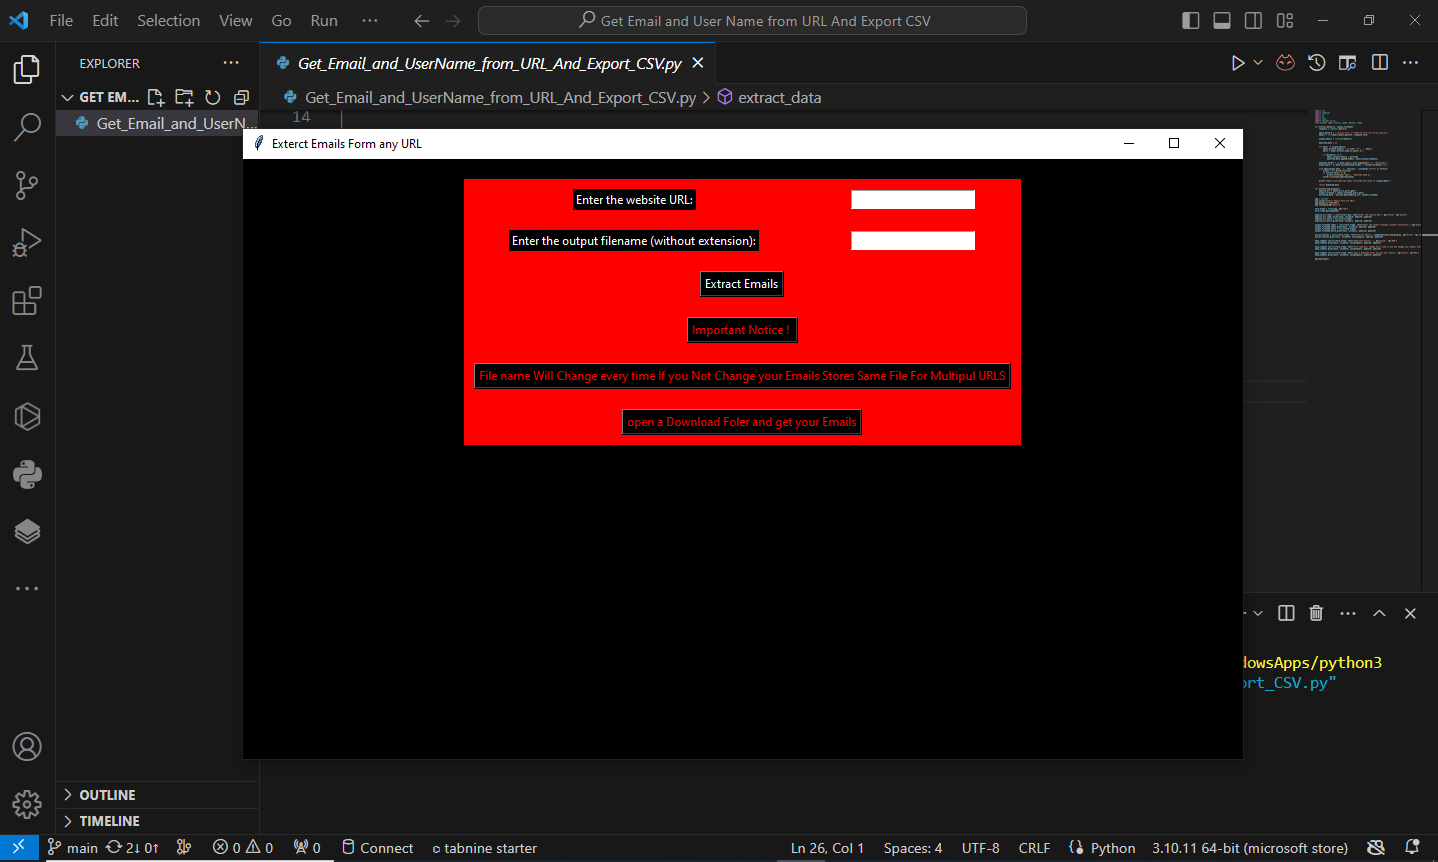 File Edit Selection View Go Run ...
Get Email and User Name from URL And Export CSV
EXPLORER ...
Get_Email_and_UserName_from_URL_And_Export_CSV.py
GET EM...
Get_Email_and_UserName_from_URL_And_Export_CSV.py > extract_data
Get_Email_and_UserN...
14
Exterct Emails Form any URL
Enter the website URL:
Enter the output filename (without extension):
Extract Emails
Important Notice !
File name Will Change every time If you Not Change your Emails Stores Same File For Multipul URLS
open a Download Foler and get your Emails
dowsApps/python3
ort_CSV.py"
OUTLINE
TIMELINE
main 2↓ 0↑ 0 0 0 Connect tabnine starter Ln 26, Col 1 Spaces: 4 UTF-8 CRLF Python 3.10.11 64-bit (microsoft store)